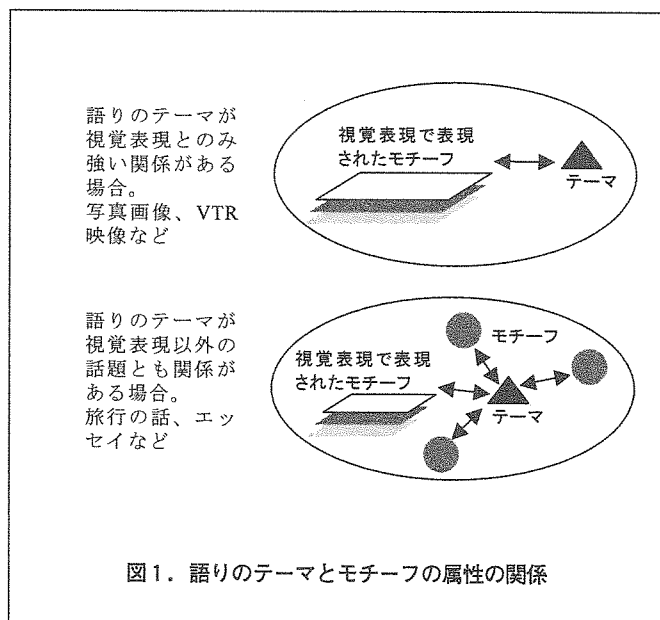 語りのテーマが
視覚表現とのみ
強い関係がある
場合。
写真画像、VTR
映像など
視覚表現で表現
されたモチーフ
テーマ
語りのテーマが
視覚表現以外の
話題とも関係が
ある場合。
旅行の話、エッ
セイなど
モチーフ
視覚表現で表現
されたモチーフ
テーマ
図1．語りのテーマとモチーフの属性の関係